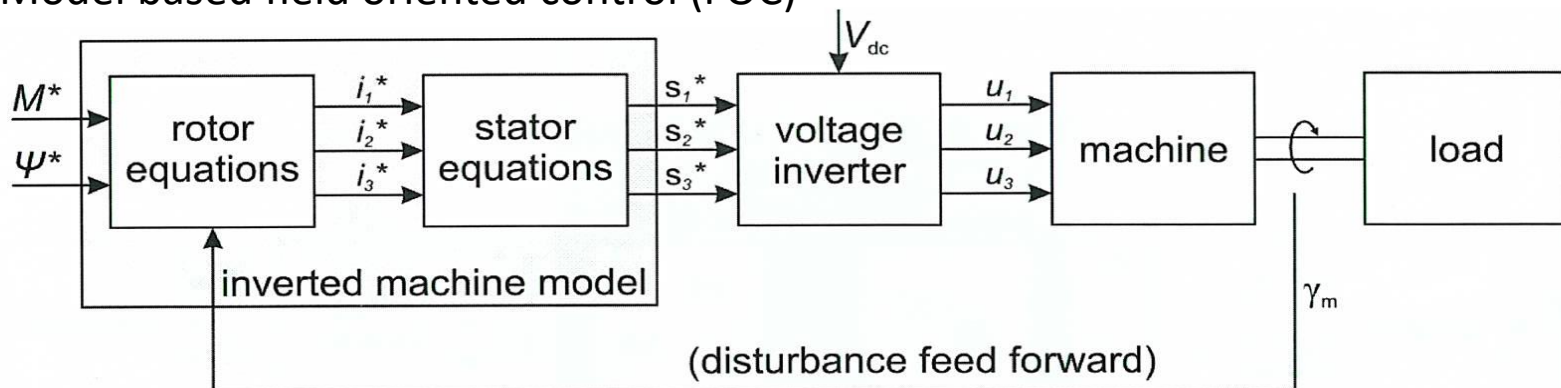 Model based field oriented control (FOC)
V_dc
M*
Ψ*
rotor
equations
i_1*
i_2*
i_3*
stator
equations
s_1*
s_2*
s_3*
voltage
inverter
u_1
u_2
u_3
machine
load
inverted machine model
γ_m
(disturbance feed forward)